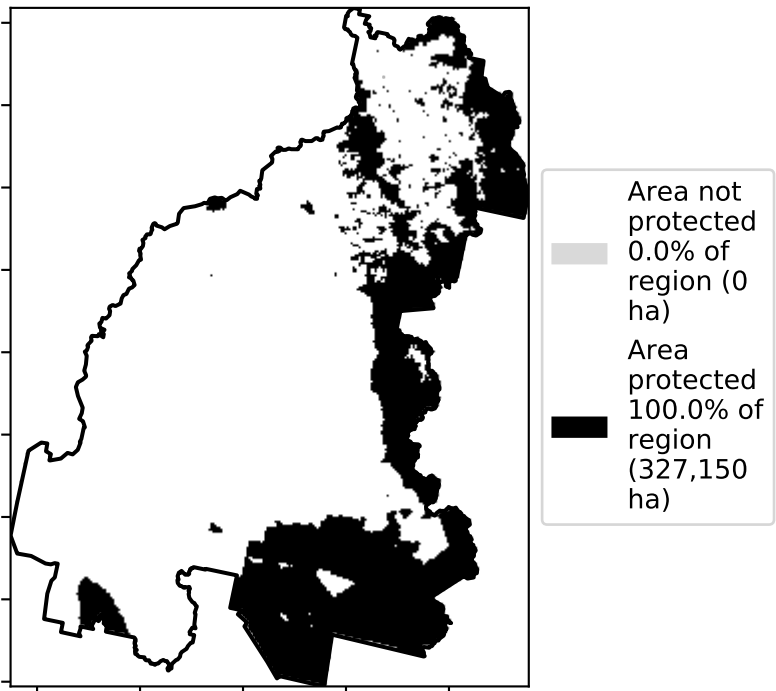 Area not
protected
0.0% of
region (0
ha)
Area
protected
100.0% of
region
(327,150
ha)